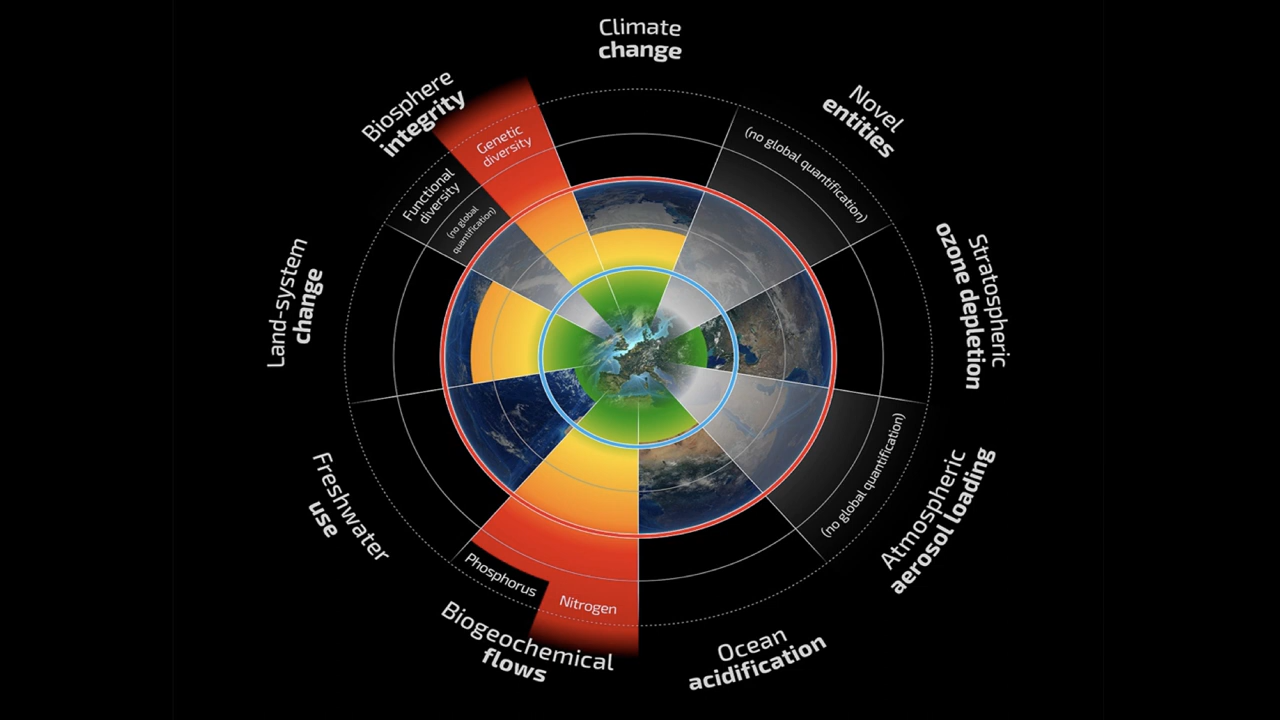 Climate
change
Novel
entities
(no global quantification)
Stratospheric
ozone depletion
Atmospheric
aerosol loading
(no global quantification)
Ocean
acidification
Biogeochemical
flows
Phosphorus
Nitrogen
Freshwater
use
Land-system
change
Biosphere
integrity
Functional
diversity
(no global
quantification)
Genetic
diversity